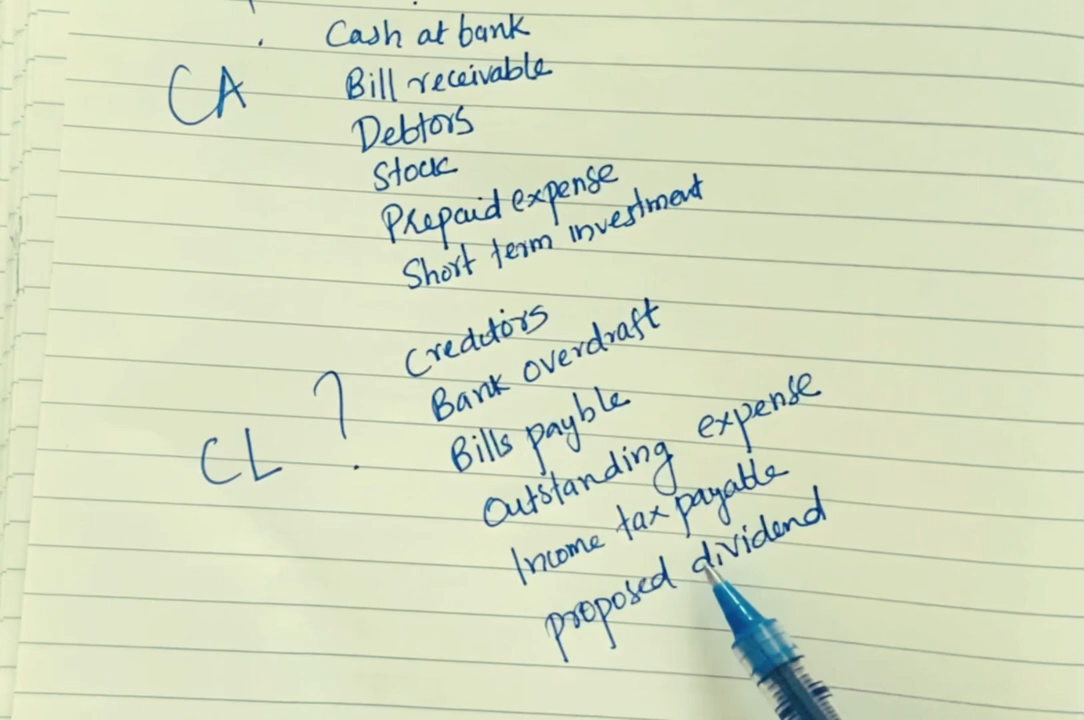 Cash at bank
CA
Bill receivable
Debtors
Stock
Prepaid expense
Short term investment
Creditors
Bank overdraft
CL ?
Bills payble
Outstanding expense
Income tax payable
proposed dividend